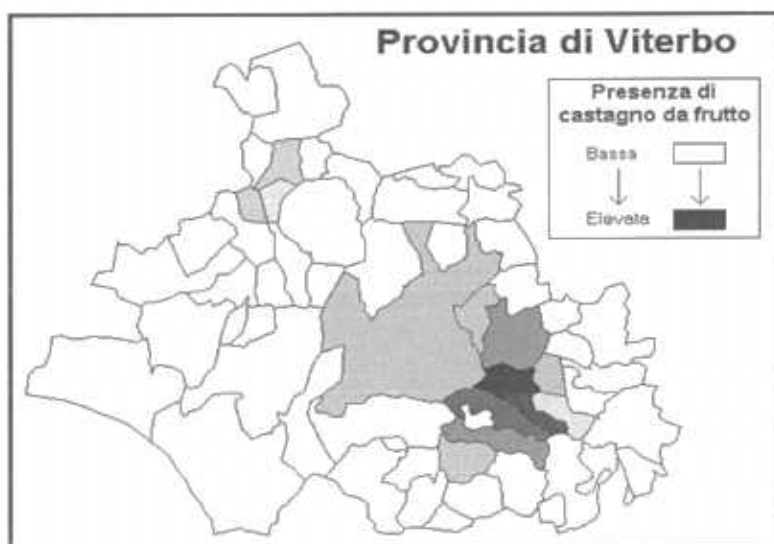 Provincia di Viterbo
Presenza di
castagno da frutto
Bassa
Elevata